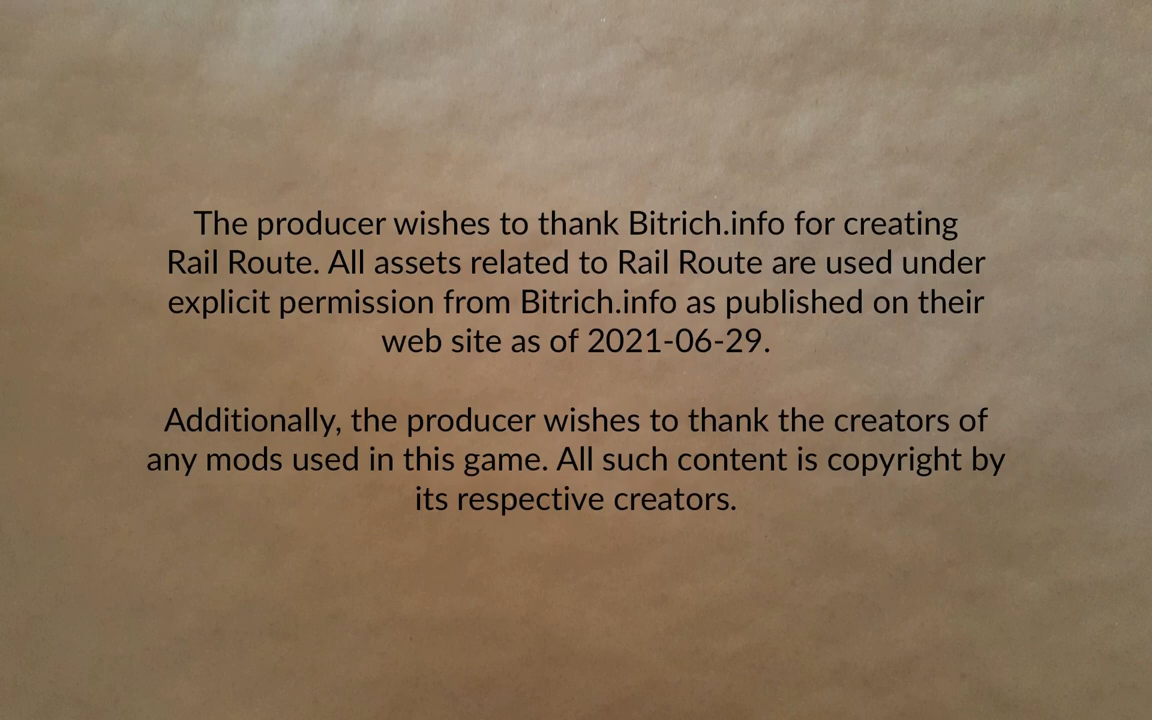 The producer wishes to thank Bitrich.info for creating
Rail Route. All assets related to Rail Route are used under
explicit permission from Bitrich.info as published on their
web site as of 2021-06-29.
Additionally, the producer wishes to thank the creators of
any mods used in this game. All such content is copyright by
its respective creators.